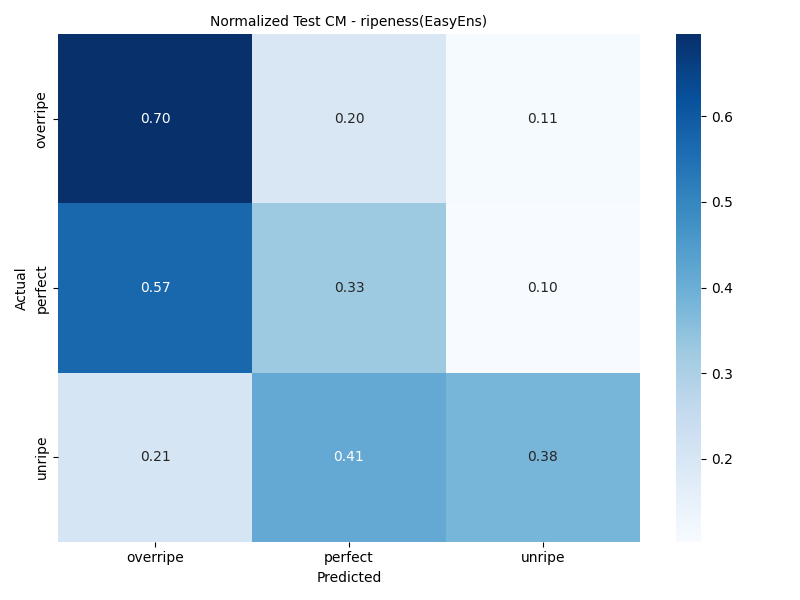 Normalized Test CM - ripeness(EasyEns)
overripe
0.70 0.20 0.11
0.6
0.5
Actual
perfect
0.57 0.33 0.10
0.4
0.3
unripe
0.21 0.41 0.38
0.2
overripe perfect unripe
Predicted